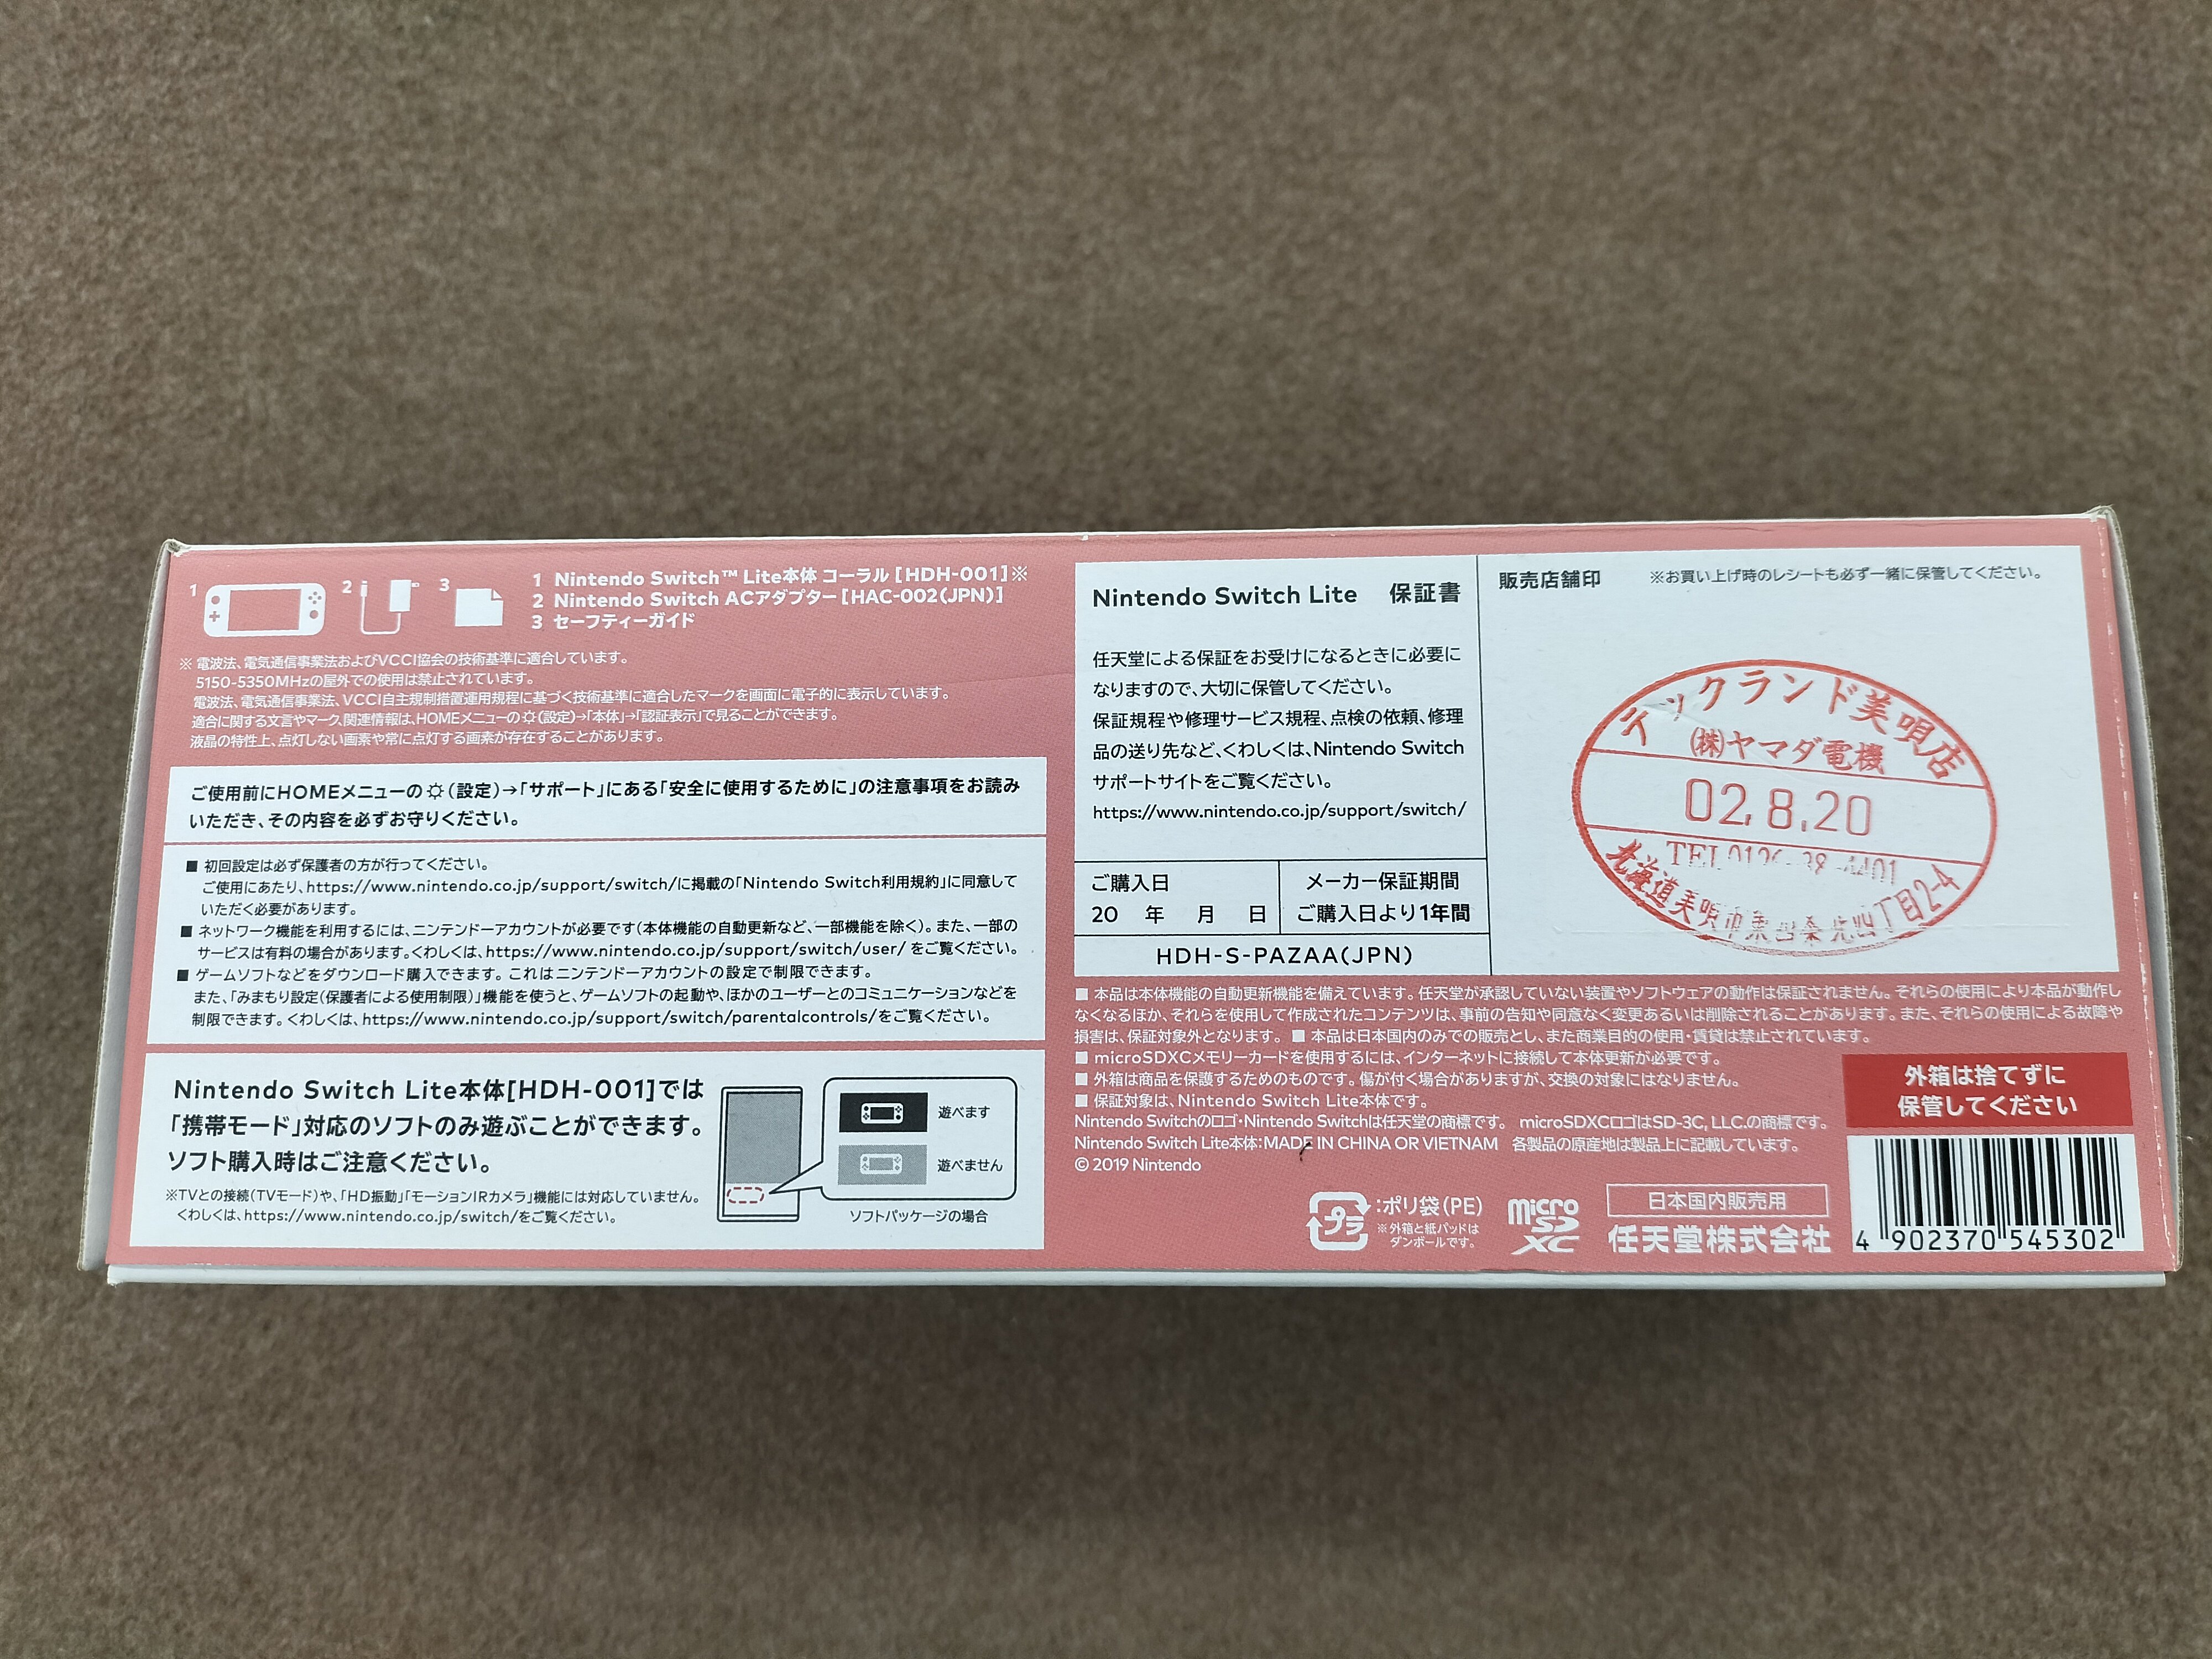 1 2 3
1 Nintendo Switch™ Lite本体 コーラル[HDH-001]※
2 Nintendo Switch ACアダプター[HAC-002(JPN)]
3 セーフティーガイド
※ 電波法、電気通信事業法およびVCCI協会の技術基準に適合しています。
5150-5350MHzの屋外での使用は禁止されています。
電波法、電気通信事業法、VCCI自主規制措置運用規程に基づく技術基準に適合したマークを画面に電子的に表示しています。
適合に関する文言やマーク、関連情報は、HOMEメニューの(設定)→「本体」→「認証表示」で見ることができます。
液晶の特性上、点灯しない画素や常に点灯する画素が存在することがあります。
ご使用前にHOMEメニューの(設定)→「サポート」にある「安全に使用するために」の注意事項をお読み
いただき、その内容を必ずお守りください。
■ 初回設定は必ず保護者の方が行ってください。
ご使用にあたり、https://www.nintendo.co.jp/support/switch/に掲載の「Nintendo Switch利用規約」に同意して
いただく必要があります。
■ ネットワーク機能を利用するには、ニンテンドーアカウントが必要です(本体機能の自動更新など、一部機能を除く)。また、一部の
サービスは有料の場合があります。くわしくは、https://www.nintendo.co.jp/support/switch/user/ をご覧ください。
■ ゲームソフトなどをダウンロード購入できます。これはニンテンドーアカウントの設定で制限できます。
また、「みまもり設定(保護者による使用制限)」機能を使うと、ゲームソフトの起動や、ほかのユーザーとのコミュニケーションなどを
制限できます。くわしくは、https://www.nintendo.co.jp/support/switch/parentalcontrols/をご覧ください。
Nintendo Switch Lite本体[HDH-001]では
「携帯モード」対応のソフトのみ遊ぶことができます。
ソフト購入時はご注意ください。
※TVとの接続(TVモード)や、「HD振動」「モーションIRカメラ」機能には対応していません。
くわしくは、https://www.nintendo.co.jp/switch/をご覧ください。
遊べます
遊べません
ソフトパッケージの場合
Nintendo Switch Lite 保証書
任天堂による保証をお受けになるときに必要に
なりますので、大切に保管してください。
保証規程や修理サービス規程、点検の依頼、修理
品の送り先など、くわしくは、Nintendo Switch
サポートサイトをご覧ください。
https://www.nintendo.co.jp/support/switch/
ご購入日
20 年 月 日
メーカー保証期間
ご購入日より1年間
HDH-S-PAZAA(JPN)
販売店舗印 ※お買い上げ時のレシートも必ず一緒に保管してください。
テックランド美唄店
(株)ヤマダ電機
02.8.20
北海道美唄市東
■ 本品は本体機能の自動更新機能を備えています。任天堂が承認していない装置やソフトウェアの動作は保証されません。それらの使用により本品が動作し
なくなるほか、それらを使用して作成されたコンテンツは、事前の告知や同意なく変更あるいは削除されることがあります。また、それらの使用による故障や
損害は、保証対象外となります。 ■ 本品は日本国内のみでの販売とし、また商業目的の使用・賃貸は禁止されています。
■ microSDXCメモリーカードを使用するには、インターネットに接続して本体更新が必要です。
■ 外箱は商品を保護するためのものです。傷が付く場合がありますが、交換の対象にはなりません。
■ 保証対象は、Nintendo Switch Lite本体です。
Nintendo Switchのロゴ・Nintendo Switchは任天堂の商標です。 microSDXCロゴはSD-3C, LLC.の商標です。
Nintendo Switch Lite本体：MADE IN CHINA OR VIETNAM 各製品の原産地は製品上に記載しています。
© 2019 Nintendo
外箱は捨てずに
保管してください
プラ
：ポリ袋(PE)
※外箱と紙パッドは
ダンボールです。
micro
SD
XC
日本国内販売用
任天堂株式会社
4 902370 545302